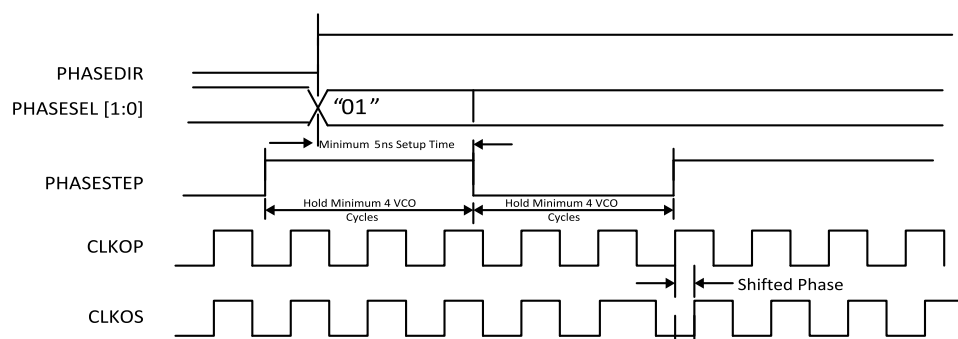 PHASEDIR
PHASESEL [1:0]
“01”
Minimum 5ns Setup Time
PHASESTEP
Hold Minimum 4 VCO
Cycles
Hold Minimum 4 VCO
Cycles
CLKOP
Shifted Phase
CLKOS